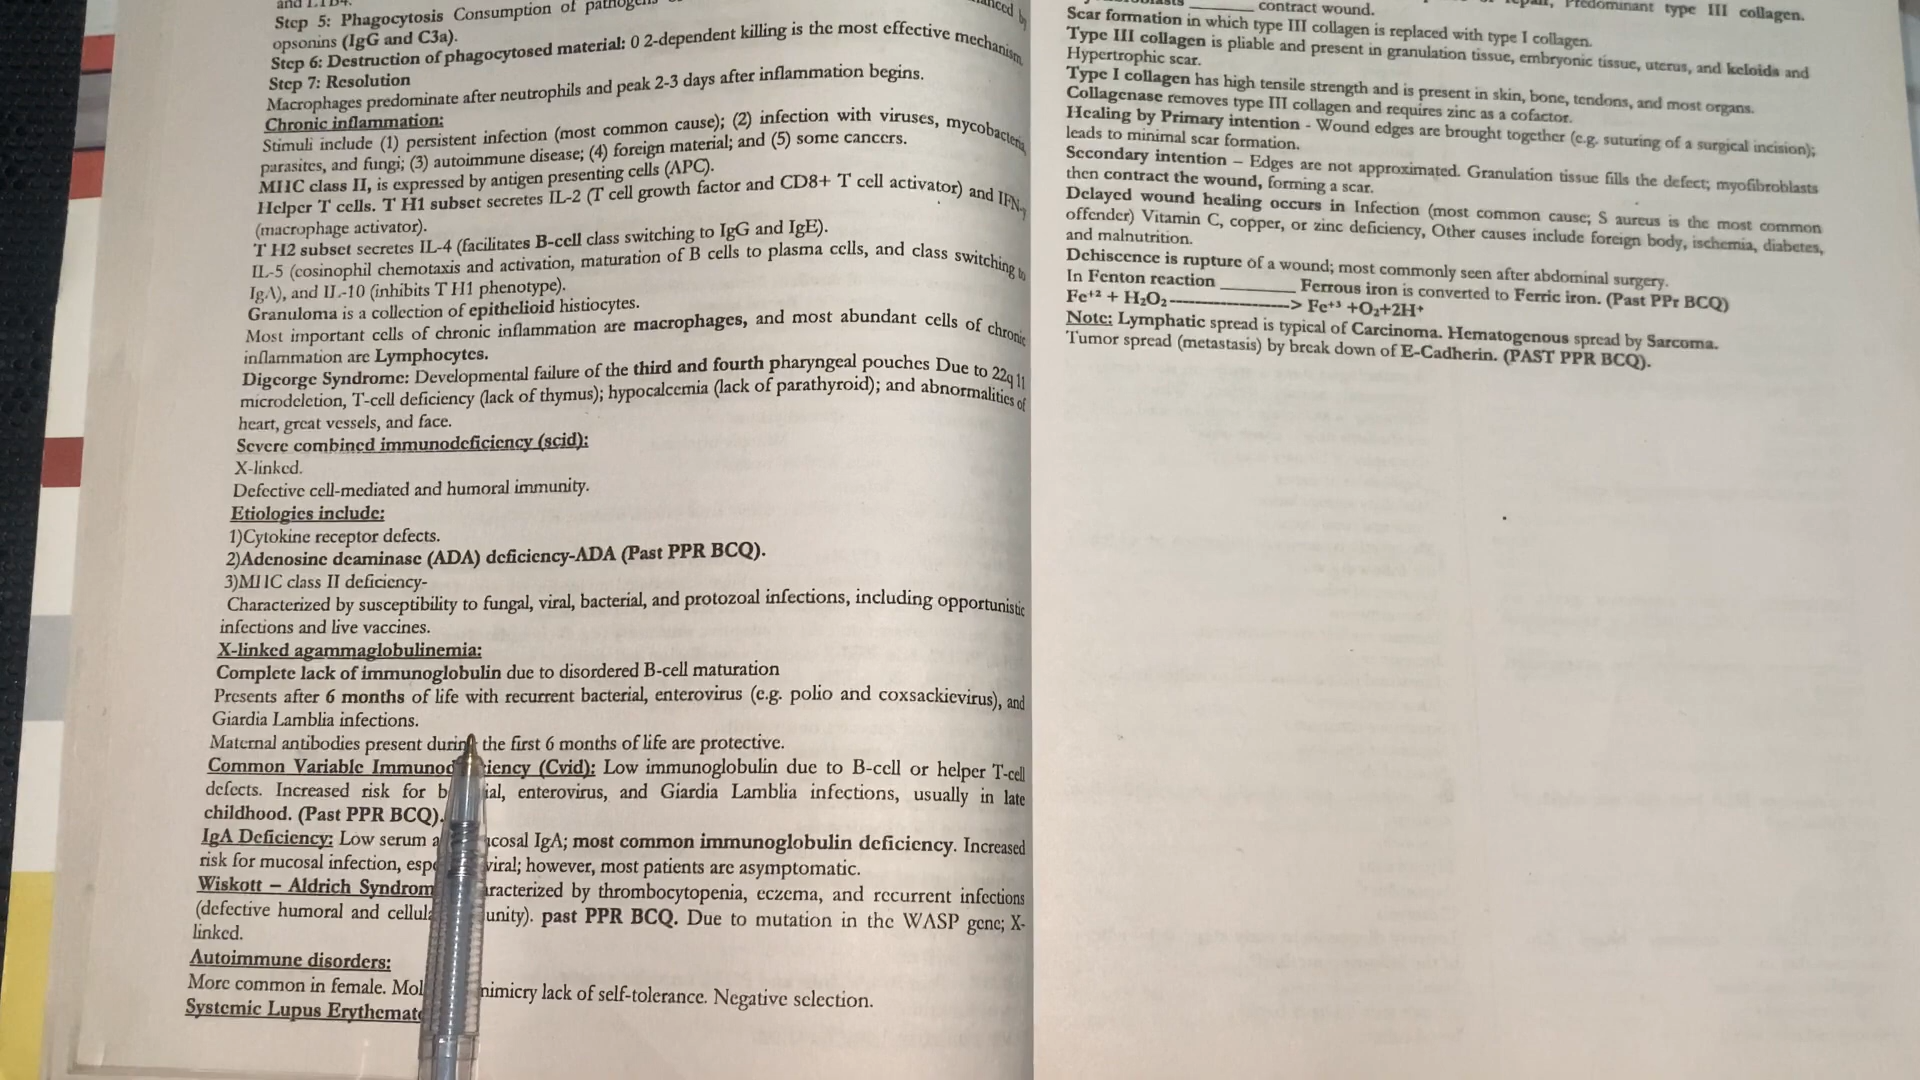 and LTB4.
Step 5: Phagocytosis Consumption of
opsonins (IgG and C3a).
Step 6: Destruction of phagocytosed material: 0 2-dependent killing is the most effective mechanism.
Step 7: Resolution
Macrophages predominate after neutrophils and peak 2-3 days after inflammation begins.
Chronic inflammation:
Stimuli include (1) persistent infection (most common cause); (2) infection with viruses, mycobacteria,
parasites, and fungi; (3) autoimmune disease; (4) foreign material; and (5) some cancers.
MHC class II, is expressed by antigen presenting cells (APC).
Helper T cells. T H1 subset secretes IL-2 (T cell growth factor and CD8+ T cell activator) and IFN-γ
(macrophage activator).
T H2 subset secretes IL-4 (facilitates B-cell class switching to IgG and IgE).
IL-5 (eosinophil chemotaxis and activation, maturation of B cells to plasma cells, and class switching to
IgA), and IL-10 (inhibits T H1 phenotype).
Granuloma is a collection of epithelioid histiocytes.
Most important cells of chronic inflammation are macrophages, and most abundant cells of chronic
inflammation are Lymphocytes.
Digeorge Syndrome: Developmental failure of the third and fourth pharyngeal pouches Due to 22q 11
microdeletion, T-cell deficiency (lack of thymus); hypocalcemia (lack of parathyroid); and abnormalities of
heart, great vessels, and face.
Severe combined immunodeficiency (scid):
X-linked.
Defective cell-mediated and humoral immunity.
Etiologies include:
1)Cytokine receptor defects.
2)Adenosine deaminase (ADA) deficiency-ADA (Past PPR BCQ).
3)MHC class II deficiency-
Characterized by susceptibility to fungal, viral, bacterial, and protozoal infections, including opportunistic
infections and live vaccines.
X-linked agammaglobulinemia:
Complete lack of immunoglobulin due to disordered B-cell maturation
Presents after 6 months of life with recurrent bacterial, enterovirus (e.g. polio and coxsackievirus), and
Giardia Lamblia infections.
Maternal antibodies present during the first 6 months of life are protective.
Common Variable (Cvid): Low immunoglobulin due to B-cell or helper T-cell
defects. Increased risk for enterovirus, and Giardia Lamblia infections, usually in late
childhood. (Past PPR BCQ).
IgA Deficiency: Low serum IgA; most common immunoglobulin deficiency. Increased
risk for mucosal infection, viral; however, most patients are asymptomatic.
Wiskott – Aldrich by thrombocytopenia, eczema, and recurrent infections
(defective humoral and past PPR BCQ. Due to mutation in the WASP gene; X-
linked.
Autoimmune disorders:
More common in female. lack of self-tolerance. Negative selection.
Systemic Lupus
contract wound. Predominant type III collagen.
Scar formation in which type III collagen is replaced with type I collagen.
Type III collagen is pliable and present in granulation tissue, embryonic tissue, uterus, and keloids and
Hypertrophic scar.
Type I collagen has high tensile strength and is present in skin, bone, tendons, and most organs.
Collagenase removes type III collagen and requires zinc as a cofactor.
Healing by Primary intention - Wound edges are brought together (e.g. suturing of a surgical incision);
leads to minimal scar formation.
Secondary intention – Edges are not approximated. Granulation tissue fills the defect; myofibroblasts
then contract the wound, forming a scar.
Delayed wound healing occurs in Infection (most common cause; S aureus is the most common
offender) Vitamin C, copper, or zinc deficiency, Other causes include foreign body, ischemia, diabetes,
and malnutrition.
Dehiscence is rupture of a wound; most commonly seen after abdominal surgery.
In Fenton reaction ________ Ferrous iron is converted to Ferric iron. (Past PPr BCQ)
Fe⁺² + H₂O₂-------------------> Fe⁺³ +O₂+2H⁺
Note: Lymphatic spread is typical of Carcinoma. Hematogenous spread by Sarcoma.
Tumor spread (metastasis) by break down of E-Cadherin. (PAST PPR BCQ).